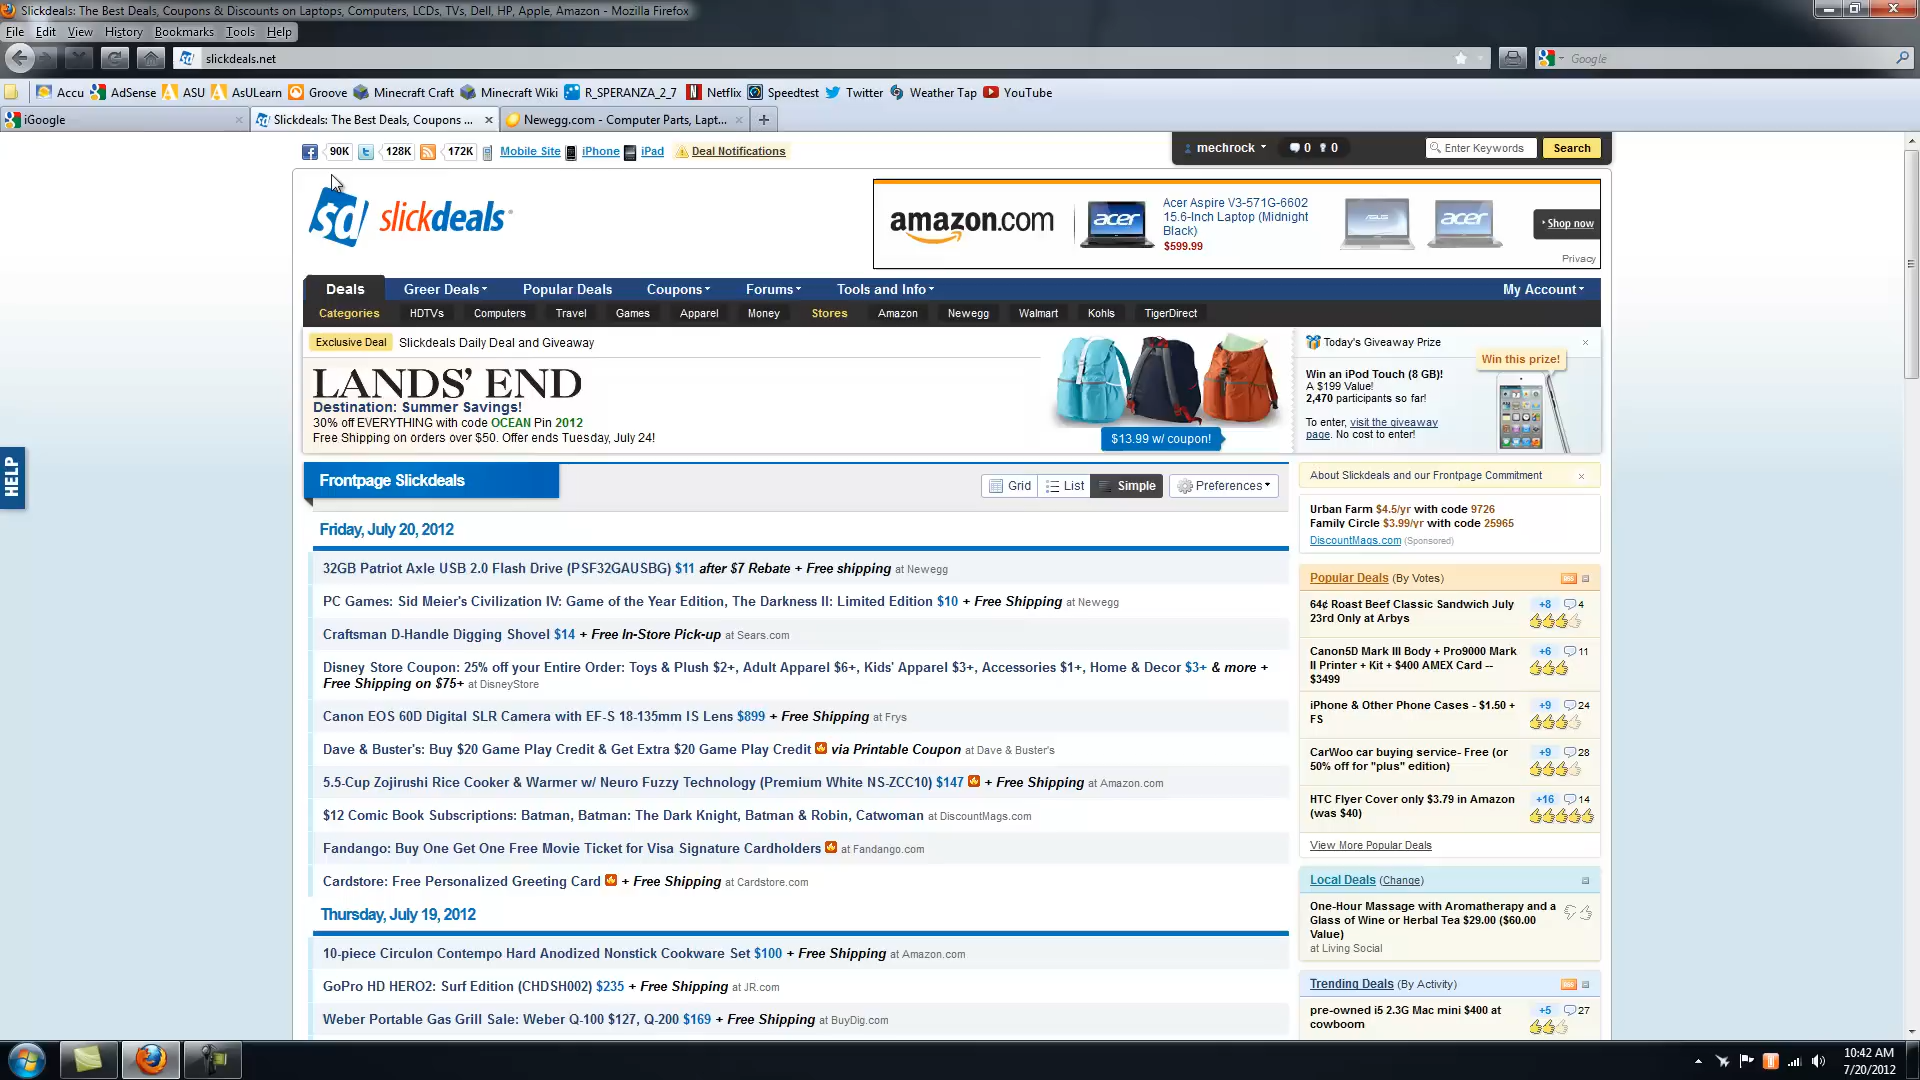 Slickdeals: The Best Deals, Coupons & Discounts on Laptops, Computers, LCDs, TVs, Dell, HP, Apple, Amazon - Mozilla Firefox
File Edit View History Bookmarks Tools Help
slickdeals.net
Google
Accu AdSense ASU AsULearn Groove Minecraft Craft Minecraft Wiki R_SPERANZA_2_7 Netflix Speedtest Twitter Weather Tap YouTube
iGoogle
Slickdeals: The Best Deals, Coupons ...
Newegg.com - Computer Parts, Lapt...
90K 128K 172K Mobile Site iPhone iPad Deal Notifications
mechrock 0 0 Enter Keywords Search
sd slickdeals
amazon.com
acer
Acer Aspire V3-571G-6602
15.6-Inch Laptop (Midnight
Black)
$599.99
ASUS
acer
Shop now
Privacy
Deals Greer Deals Popular Deals Coupons Forums Tools and Info My Account
Categories HDTVs Computers Travel Games Apparel Money Stores Amazon Newegg Walmart Kohls TigerDirect
Exclusive Deal Slickdeals Daily Deal and Giveaway
LANDS' END
Destination: Summer Savings!
30% off EVERYTHING with code OCEAN Pin 2012
Free Shipping on orders over $50. Offer ends Tuesday, July 24!
$13.99 w/ coupon!
Today's Giveaway Prize
Win this prize!
Win an iPod Touch (8 GB)!
A $199 Value!
2,470 participants so far!
To enter, visit the giveaway
page. No cost to enter!
HELP
Frontpage Slickdeals
Grid List Simple Preferences
Friday, July 20, 2012
32GB Patriot Axle USB 2.0 Flash Drive (PSF32GAUSBG) $11 after $7 Rebate + Free shipping at Newegg
PC Games: Sid Meier's Civilization IV: Game of the Year Edition, The Darkness II: Limited Edition $10 + Free Shipping at Newegg
Craftsman D-Handle Digging Shovel $14 + Free In-Store Pick-up at Sears.com
Disney Store Coupon: 25% off your Entire Order: Toys & Plush $2+, Adult Apparel $6+, Kids' Apparel $3+, Accessories $1+, Home & Decor $3+ & more +
Free Shipping on $75+ at DisneyStore
Canon EOS 60D Digital SLR Camera with EF-S 18-135mm IS Lens $899 + Free Shipping at Frys
Dave & Buster's: Buy $20 Game Play Credit & Get Extra $20 Game Play Credit via Printable Coupon at Dave & Buster's
5.5-Cup Zojirushi Rice Cooker & Warmer w/ Neuro Fuzzy Technology (Premium White NS-ZCC10) $147 + Free Shipping at Amazon.com
$12 Comic Book Subscriptions: Batman, Batman: The Dark Knight, Batman & Robin, Catwoman at DiscountMags.com
Fandango: Buy One Get One Free Movie Ticket for Visa Signature Cardholders at Fandango.com
Cardstore: Free Personalized Greeting Card + Free Shipping at Cardstore.com
Thursday, July 19, 2012
10-piece Circulon Contempo Hard Anodized Nonstick Cookware Set $100 + Free Shipping at Amazon.com
GoPro HD HERO2: Surf Edition (CHDSH002) $235 + Free Shipping at JR.com
Weber Portable Gas Grill Sale: Weber Q-100 $127, Q-200 $169 + Free Shipping at BuyDig.com
About Slickdeals and our Frontpage Commitment
Urban Farm $4.5/yr with code 9726
Family Circle $3.99/yr with code 25965
DiscountMags.com (Sponsored)
Popular Deals (By Votes)
64¢ Roast Beef Classic Sandwich July
23rd Only at Arbys
+8 4
Canon5D Mark III Body + Pro9000 Mark
II Printer + Kit + $400 AMEX Card --
$3499
+6 11
iPhone & Other Phone Cases - $1.50 +
FS
+9 24
CarWoo car buying service- Free (or
50% off for "plus" edition)
+9 28
HTC Flyer Cover only $3.79 in Amazon
(was $40)
+16 14
View More Popular Deals
Local Deals (Change)
One-Hour Massage with Aromatherapy and a
Glass of Wine or Herbal Tea $29.00 ($60.00
Value)
at Living Social
Trending Deals (By Activity)
pre-owned i5 2.3G Mac mini $400 at
cowboom
+5 27
10:42 AM
7/20/2012